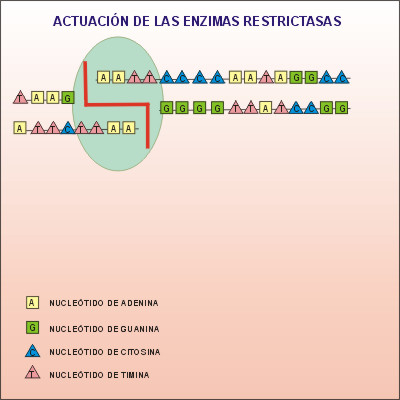 ACTUACIÓN DE LAS ENZIMAS RESTRICTASAS
A A T T C C C C A A T A G G C C
T A A G
G G G G T T A T C C G G
A T T C T T A A
A NUCLEÓTIDO DE ADENINA
G NUCLEÓTIDO DE GUANINA
C NUCLEÓTIDO DE CITOSINA
T NUCLEÓTIDO DE TIMINA